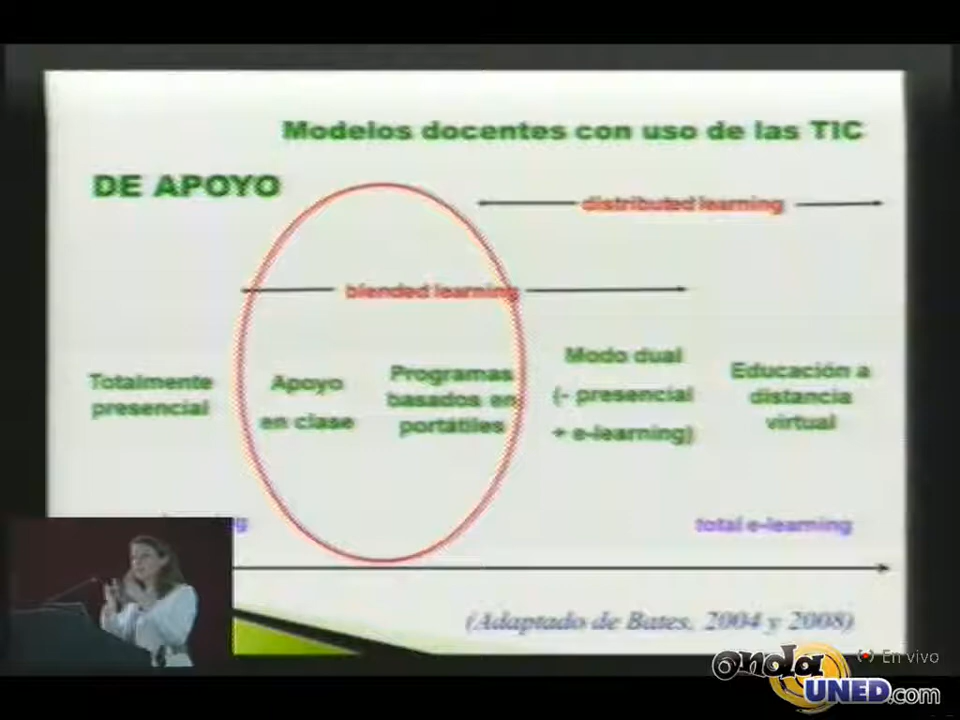 Modelos docentes con uso de las TIC
DE APOYO
distributed learning
blended learning
Totalmente
presencial
Apoyo
en clase
Programas
basados en
portátiles
Modo dual
(- presencial
+ e-learning)
Educación a
distancia
virtual
total e-learning
(Adaptado de Bates, 2004 y 2008)
En vivo
onda
UNED.com